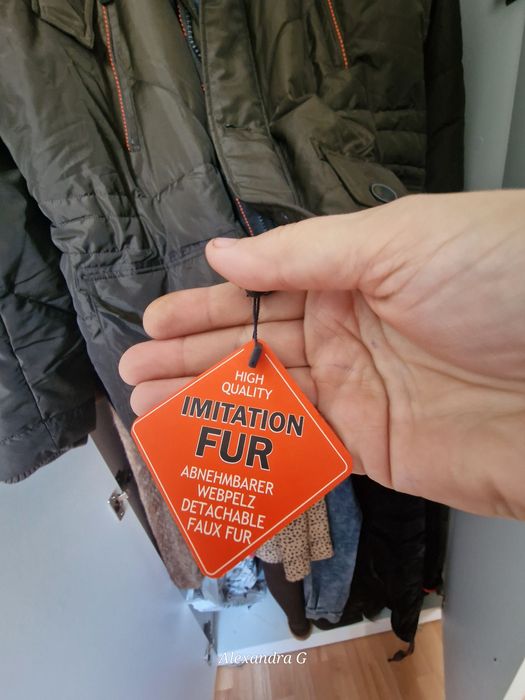 HIGH
QUALITY
IMITATION
FUR
ABNEHMBARER
WEBPELZ
DETACHABLE
FAUX FUR
Alexandra G